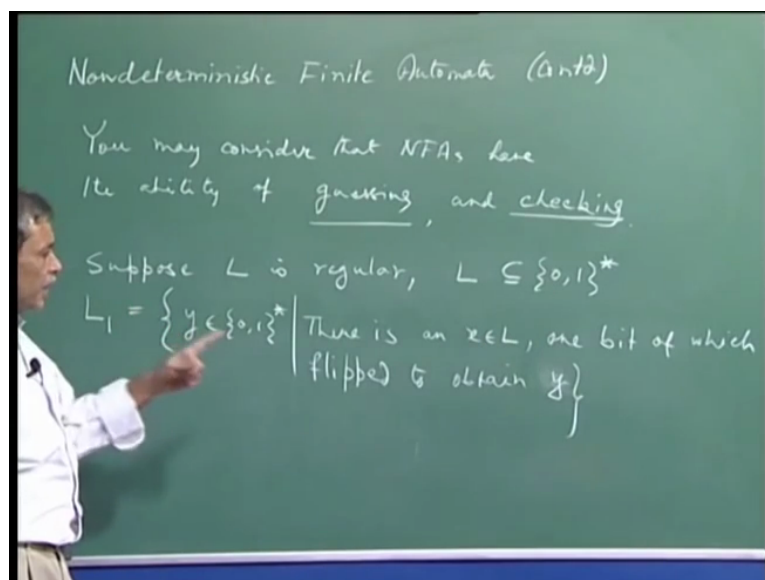 Nondeterministic Finite Automata (Contd)
You may consider that NFAs have
the ability of guessing, and checking.
Suppose L is regular, L ⊆ {0,1}*
L₁ = { y ∈ {0,1}* | There is an x∈L, one bit of which
flipped to obtain y }